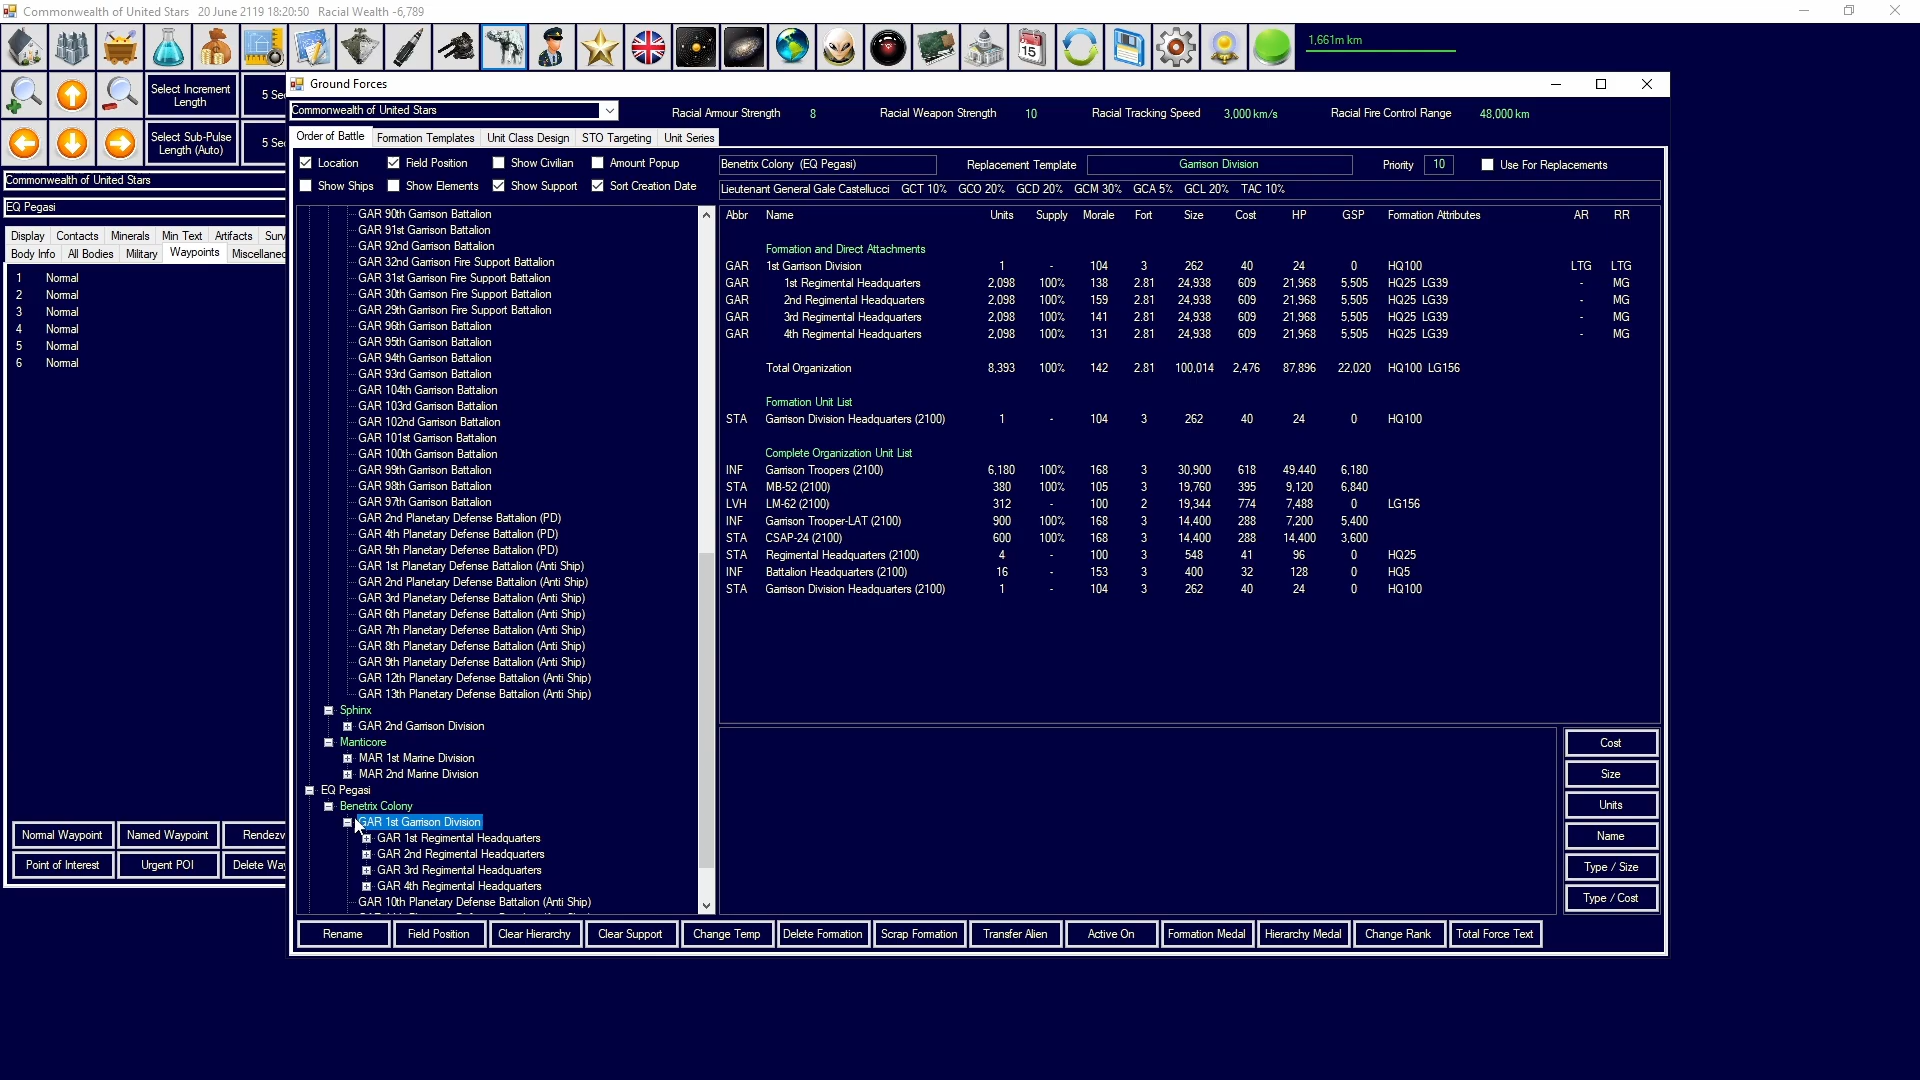 Commonwealth of United Stars 20 June 2119 18:20:50 Racial Wealth -6,789
1,661m km
Select Increment Length
5 Sec
Select Sub-Pulse Length (Auto)
5 Sec
Commonwealth of United Stars
EQ Pegasi
Display Contacts Minerals Min Text Artifacts Surv
Body Info All Bodies Military Waypoints Miscellaneo
1 Normal
2 Normal
3 Normal
4 Normal
5 Normal
6 Normal
Normal Waypoint Named Waypoint Rendezv
Point of Interest Urgent POI Delete Way
Ground Forces
Commonwealth of United Stars
Racial Armour Strength 8 Racial Weapon Strength 10 Racial Tracking Speed 3,000 km/s Racial Fire Control Range 48,000 km
Order of Battle Formation Templates Unit Class Design STO Targeting Unit Series
Location Field Position Show Civilian Amount Popup
Show Ships Show Elements Show Support Sort Creation Date
GAR 90th Garrison Battalion
GAR 91st Garrison Battalion
GAR 92nd Garrison Battalion
GAR 32nd Garrison Fire Support Battalion
GAR 31st Garrison Fire Support Battalion
GAR 30th Garrison Fire Support Battalion
GAR 29th Garrison Fire Support Battalion
GAR 96th Garrison Battalion
GAR 95th Garrison Battalion
GAR 94th Garrison Battalion
GAR 93rd Garrison Battalion
GAR 104th Garrison Battalion
GAR 103rd Garrison Battalion
GAR 102nd Garrison Battalion
GAR 101st Garrison Battalion
GAR 100th Garrison Battalion
GAR 99th Garrison Battalion
GAR 98th Garrison Battalion
GAR 97th Garrison Battalion
GAR 2nd Planetary Defense Battalion (PD)
GAR 4th Planetary Defense Battalion (PD)
GAR 5th Planetary Defense Battalion (PD)
GAR 1st Planetary Defense Battalion (Anti Ship)
GAR 2nd Planetary Defense Battalion (Anti Ship)
GAR 3rd Planetary Defense Battalion (Anti Ship)
GAR 6th Planetary Defense Battalion (Anti Ship)
GAR 7th Planetary Defense Battalion (Anti Ship)
GAR 8th Planetary Defense Battalion (Anti Ship)
GAR 9th Planetary Defense Battalion (Anti Ship)
GAR 12th Planetary Defense Battalion (Anti Ship)
GAR 13th Planetary Defense Battalion (Anti Ship)
Sphinx
GAR 2nd Garrison Division
Manticore
MAR 1st Marine Division
MAR 2nd Marine Division
EQ Pegasi
Benetrix Colony
GAR 1st Garrison Division
GAR 1st Regimental Headquarters
GAR 2nd Regimental Headquarters
GAR 3rd Regimental Headquarters
GAR 4th Regimental Headquarters
GAR 10th Planetary Defense Battalion (Anti Ship)
Benetrix Colony (EQ Pegasi) Replacement Template Garrison Division Priority 10 Use For Replacements
Lieutenant General Gale Castellucci GCT 10% GCO 20% GCD 20% GCM 30% GCA 5% GCL 20% TAC 10%
Abbr Name Units Supply Morale Fort Size Cost HP GSP Formation Attributes AR RR
Formation and Direct Attachments
GAR 1st Garrison Division 1 - 104 3 262 40 24 0 HQ100 LTG LTG
GAR 1st Regimental Headquarters 2,098 100% 138 2.81 24,938 609 21,968 5,505 HQ25 LG39 - MG
GAR 2nd Regimental Headquarters 2,098 100% 159 2.81 24,938 609 21,968 5,505 HQ25 LG39 - MG
GAR 3rd Regimental Headquarters 2,098 100% 141 2.81 24,938 609 21,968 5,505 HQ25 LG39 - MG
GAR 4th Regimental Headquarters 2,098 100% 131 2.81 24,938 609 21,968 5,505 HQ25 LG39 - MG
Total Organization 8,393 100% 142 2.81 100,014 2,476 87,896 22,020 HQ100 LG156
Formation Unit List
STA Garrison Division Headquarters (2100) 1 - 104 3 262 40 24 0 HQ100
Complete Organization Unit List
INF Garrison Troopers (2100) 6,180 100% 168 3 30,900 618 49,440 6,180
STA MB-52 (2100) 380 100% 105 3 19,760 395 9,120 6,840
LVH LM-62 (2100) 312 - 100 2 19,344 774 7,488 0 LG156
INF Garrison Trooper-LAT (2100) 900 100% 168 3 14,400 288 7,200 5,400
STA CSAP-24 (2100) 600 100% 168 3 14,400 288 14,400 3,600
STA Regimental Headquarters (2100) 4 - 100 3 548 41 96 0 HQ25
INF Battalion Headquarters (2100) 16 - 153 3 400 32 128 0 HQ5
STA Garrison Division Headquarters (2100) 1 - 104 3 262 40 24 0 HQ100
Cost
Size
Units
Name
Type / Size
Type / Cost
Rename Field Position Clear Hierarchy Clear Support Change Temp Delete Formation Scrap Formation Transfer Alien Active On Formation Medal Hierarchy Medal Change Rank Total Force Text